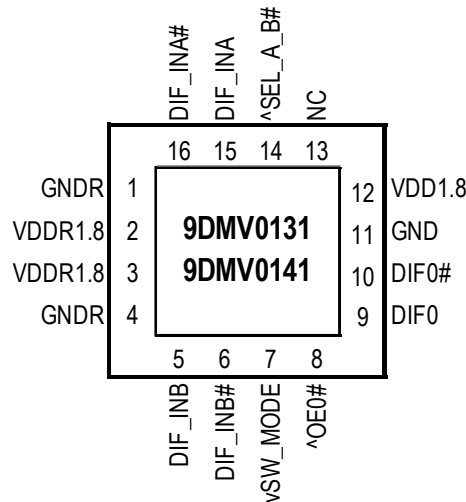 DIF_INA#
DIF_INA
^SEL_A_B#
NC
16 15 14 13
GNDR 1
VDDR1.8 2
VDDR1.8 3
GNDR 4
9DMV0131
9DMV0141
12 VDD1.8
11 GND
10 DIF0#
9 DIF0
5 6 7 8
DIF_INB
DIF_INB#
vSW_MODE
^OE0#